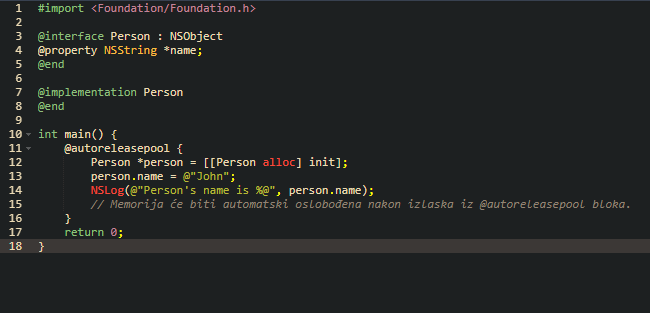 1 #import <Foundation/Foundation.h>
2
3 @interface Person : NSObject
4 @property NSString *name;
5 @end
6
7 @implementation Person
8 @end
9
10 int main() {
11     @autoreleasepool {
12         Person *person = [[Person alloc] init];
13         person.name = @"John";
14         NSLog(@"Person's name is %@", person.name);
15         // Memorija će biti automatski oslobođena nakon izlaska iz @autoreleasepool bloka.
16     }
17     return 0;
18 }